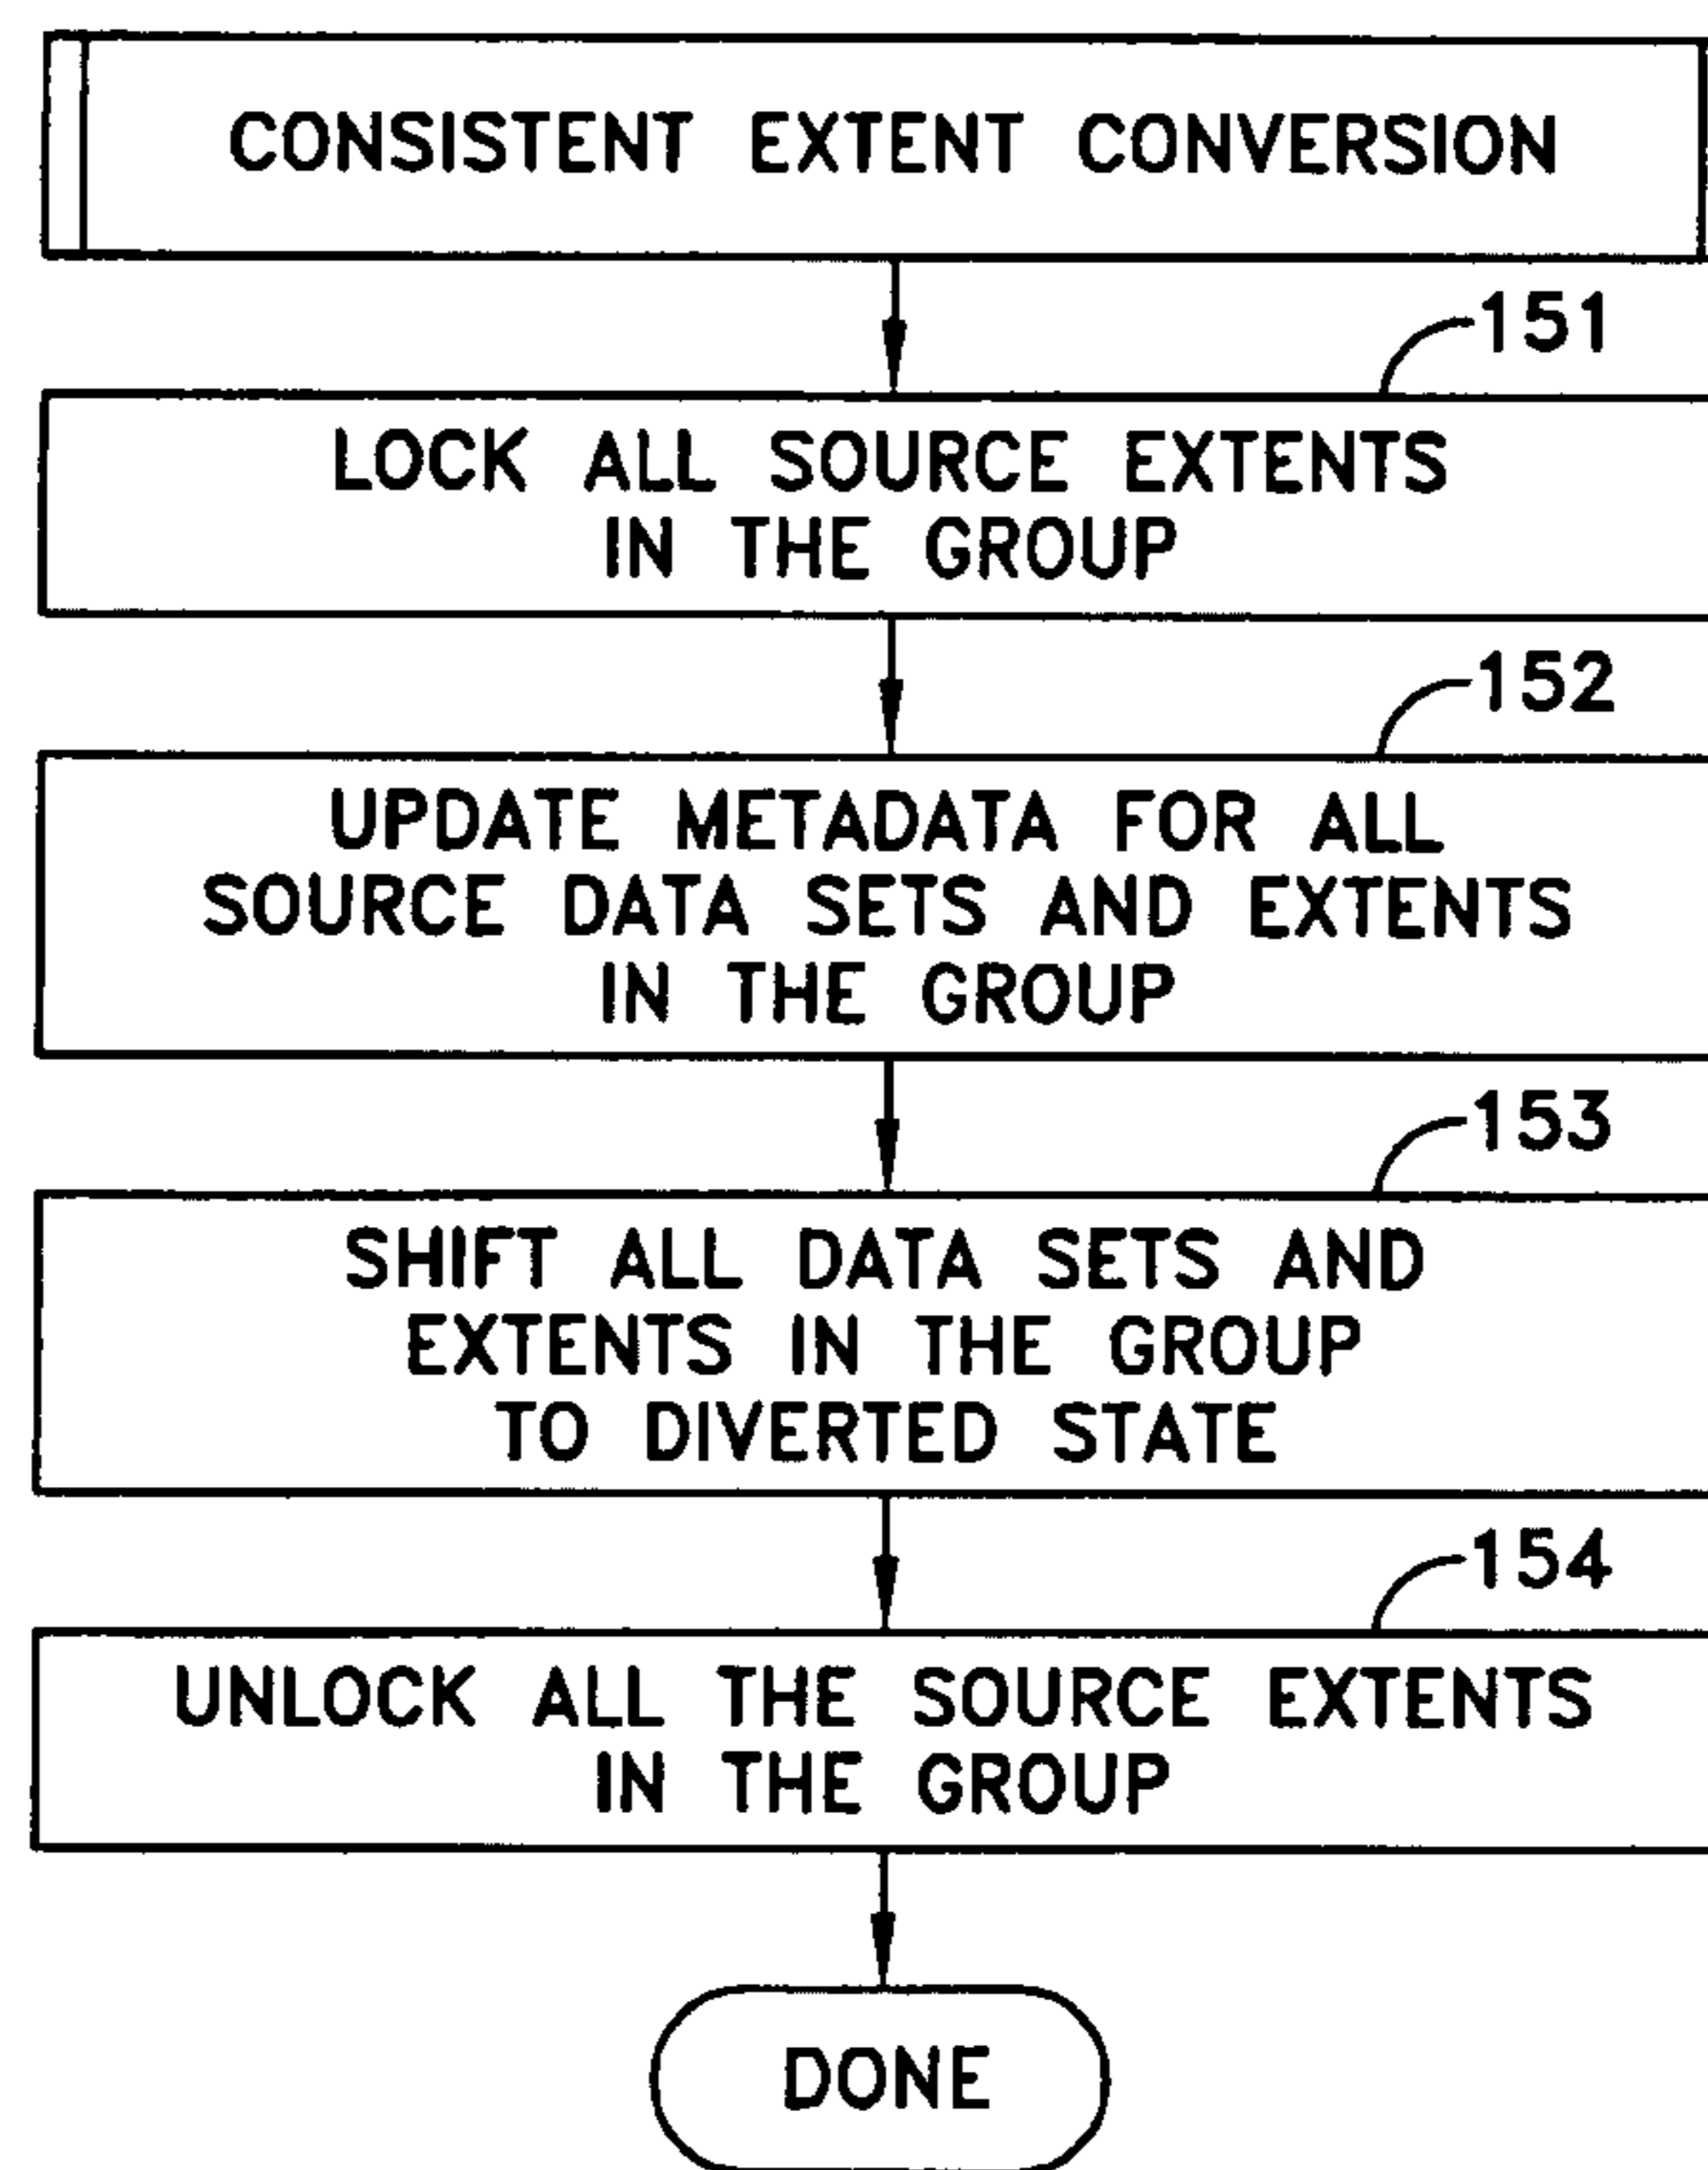 CONSISTENT EXTENT CONVERSION
151
LOCK ALL SOURCE EXTENTS
IN THE GROUP
152
UPDATE METADATA FOR ALL
SOURCE DATA SETS AND EXTENTS
IN THE GROUP
153
SHIFT ALL DATA SETS AND
EXTENTS IN THE GROUP
TO DIVERTED STATE
154
UNLOCK ALL THE SOURCE EXTENTS
IN THE GROUP
DONE